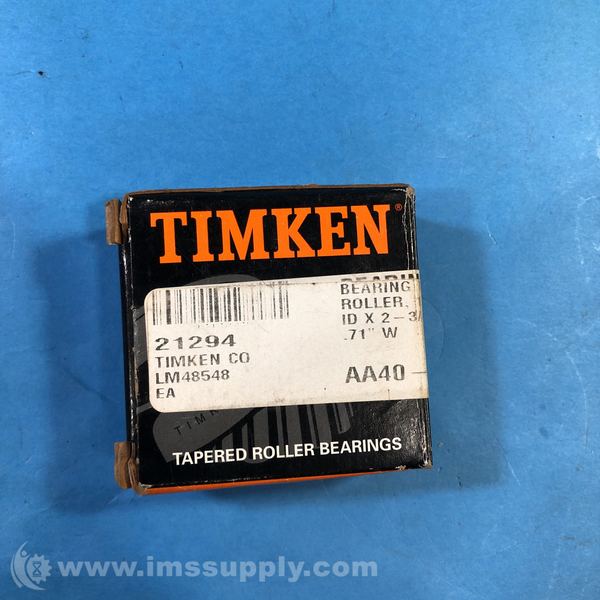 TIMKEN®
BEARING
BEARING
ROLLER,
ID X 2-3/
.71" W
21294
TIMKEN CO
LM48548
EA
AA40-
TAPERED ROLLER BEARINGS
www.imssupply.com